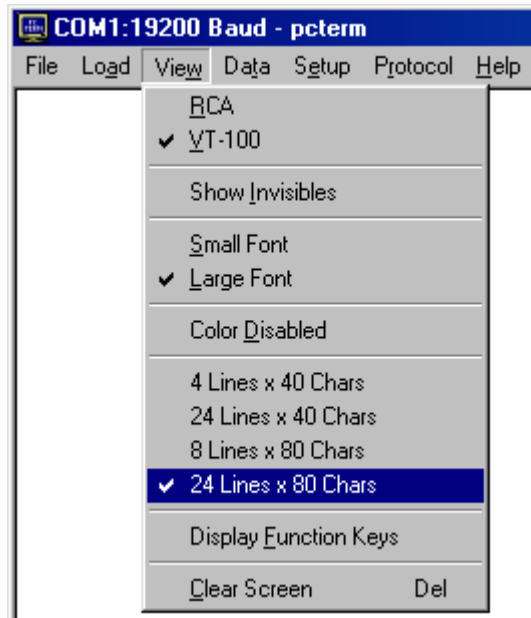 COM1:19200 Baud - pcterm
File Load View Data Setup Protocol Help
RCA
✓ VT-100
Show Invisibles
Small Font
✓ Large Font
Color Disabled
4 Lines x 40 Chars
24 Lines x 40 Chars
8 Lines x 80 Chars
✓ 24 Lines x 80 Chars
Display Function Keys
Clear Screen Del